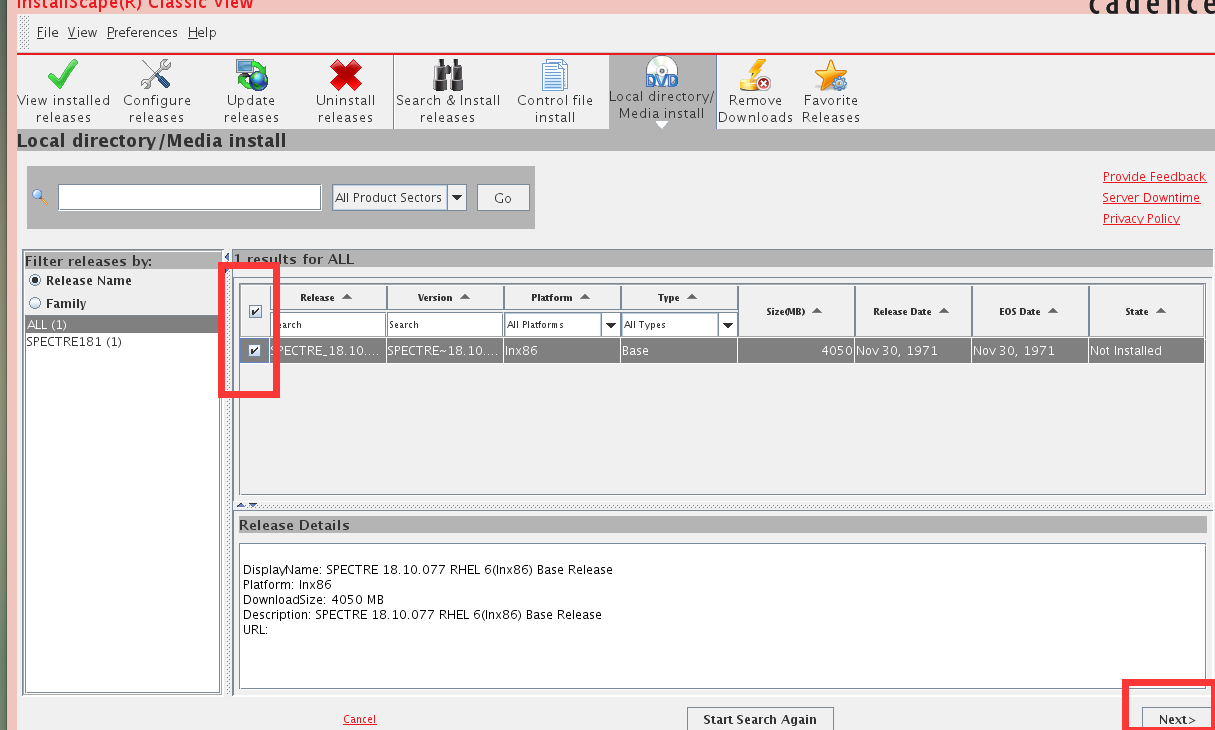 InstallScape(R) Classic View
cadence
File View Preferences Help
View installed releases
Configure releases
Update releases
Uninstall releases
Search & Install releases
Control file install
Local directory/ Media install
Remove Downloads
Favorite Releases
Local directory/Media install
All Product Sectors
Go
Provide Feedback
Server Downtime
Privacy Policy
Filter releases by:
Release Name
Family
ALL (1)
SPECTRE181 (1)
1 results for ALL
Release Version Platform Type Size(MB) Release Date EOS Date State
earch Search All Platforms All Types
SPECTRE_18.10.... SPECTRE~18.10.... lnx86 Base 4050 Nov 30, 1971 Nov 30, 1971 Not Installed
Release Details
DisplayName: SPECTRE 18.10.077 RHEL 6(lnx86) Base Release
Platform: lnx86
DownloadSize: 4050 MB
Description: SPECTRE 18.10.077 RHEL 6(lnx86) Base Release
URL:
Cancel
Start Search Again
Next>